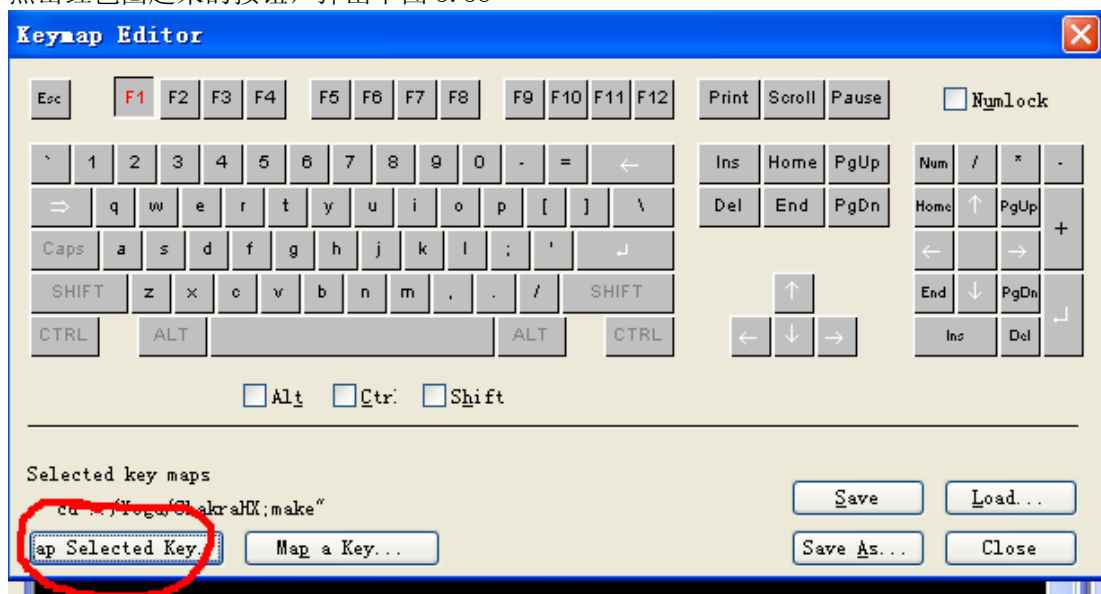 Keymap Editor
Esc F1 F2 F3 F4 F5 F6 F7 F8 F9 F10 F11 F12 Print Scroll Pause Numlock
` 1 2 3 4 5 6 7 8 9 0 - = ← Ins Home PgUp Num / * -
⇒ q w e r t y u i o p [ ] \ Del End PgDn Home ↑ PgUp +
Caps a s d f g h j k l ; ' ↵ ← →
SHIFT z x c v b n m , . / SHIFT ↑ End ↓ PgDn ↵
CTRL ALT ALT CTRL ← ↓ → Ins Del
Alt Ctr Shift
Selected key maps
ChakraHX;make"
Save Load...
ap Selected Key Map a Key... Save As... Close